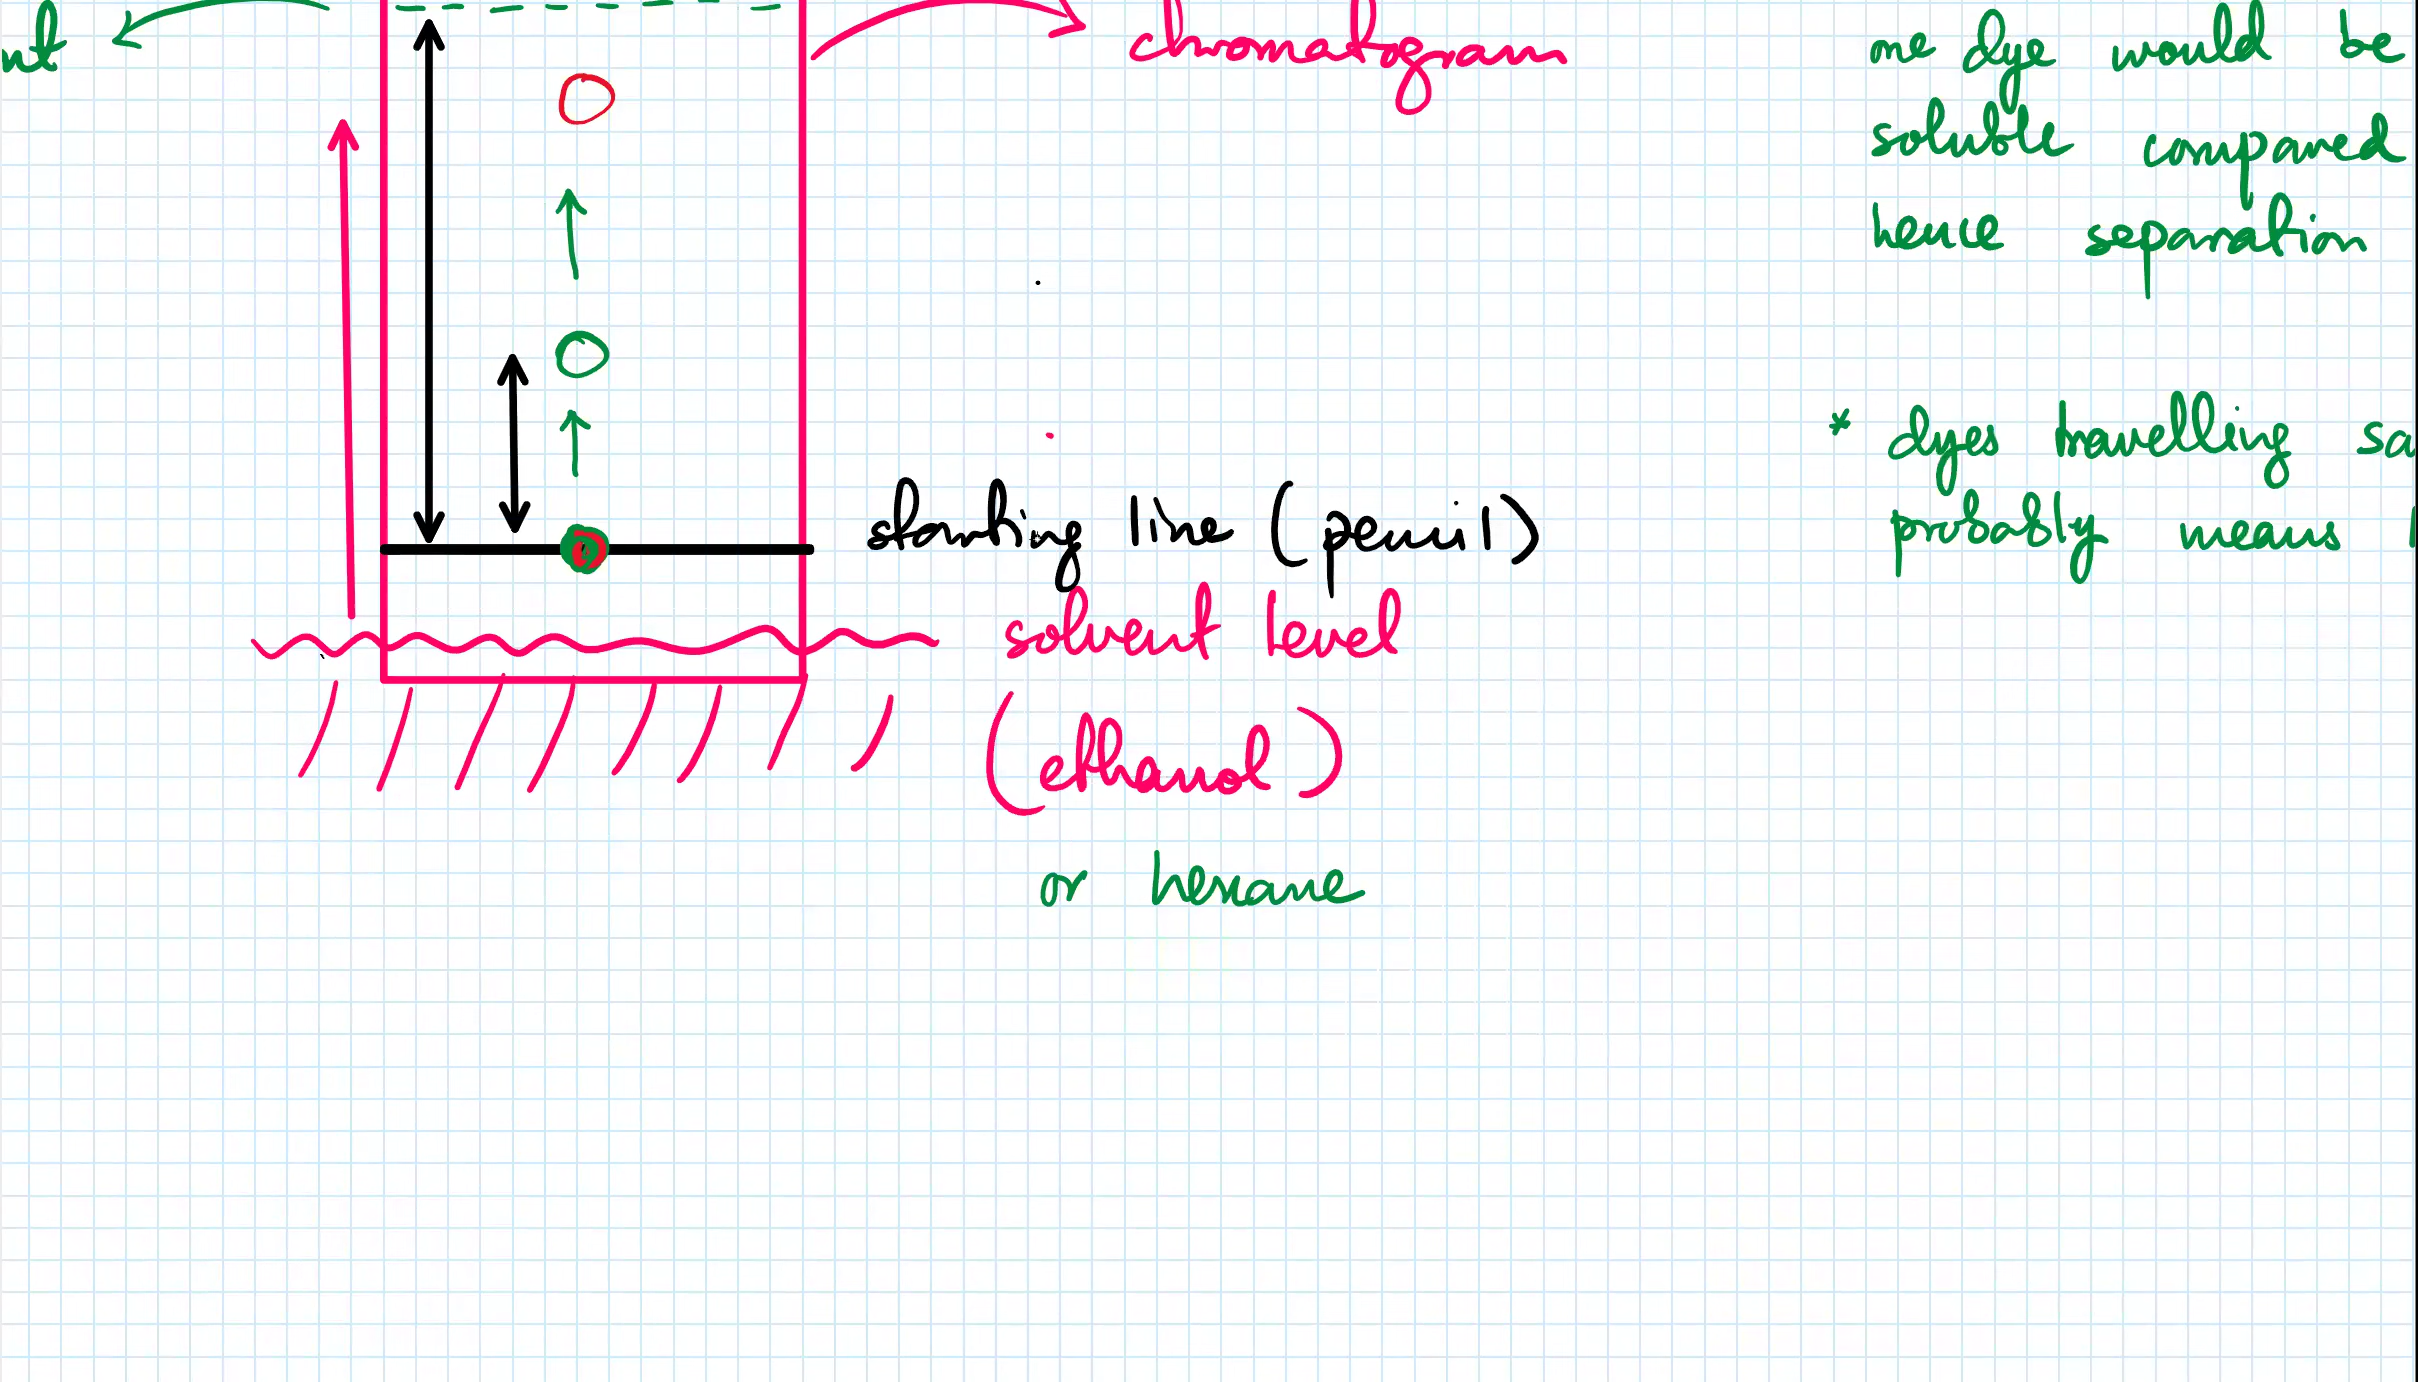 nt
chromatogram
one dye would be
soluble compared
hence separation
* dyes travelling sa
probably means
starting line (pencil)
solvent level
(ethanol)
or hexane